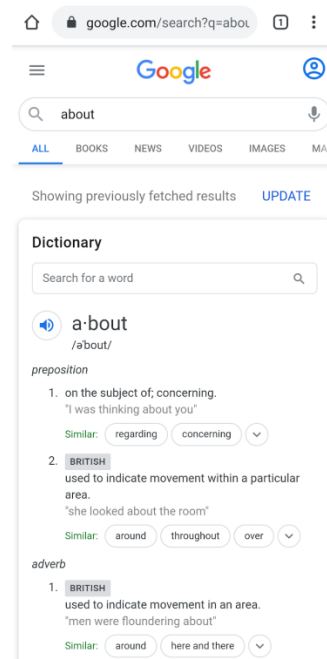 google.com/search?q=abou 1
Google
about
ALL BOOKS NEWS VIDEOS IMAGES MA
Showing previously fetched results UPDATE
Dictionary
Search for a word
a·bout
/əˈbout/
preposition
1. on the subject of; concerning.
"I was thinking about you"
Similar: regarding concerning
2. BRITISH
used to indicate movement within a particular
area.
"she looked about the room"
Similar: around throughout over
adverb
1. BRITISH
used to indicate movement in an area.
"men were floundering about"
Similar: around here and there